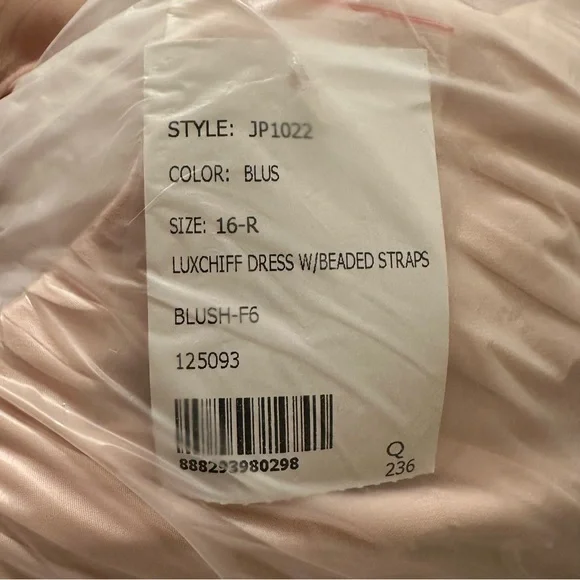 STYLE: JP1022
COLOR: BLUS
SIZE: 16-R
LUXCHIFF DRESS W/BEADED STRAPS
BLUSH-F6
125093
888293980298
Q
236